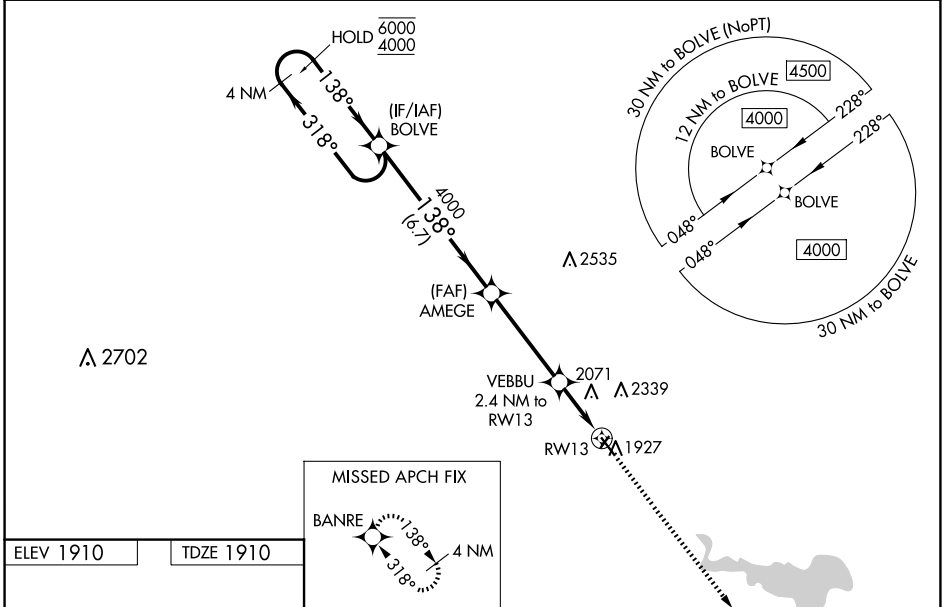 HOLD 6000
4000
4 NM
138°
318°
(IF/IAF)
BOLVE
4000
138°
(6.7)
(FAF)
AMEGE
2535
2702
VEBBU
2.4 NM to
RW13
2071
2339
RW13
1927
30 NM to BOLVE (NoPT)
4500
12 NM to BOLVE
4000
228°
228°
BOLVE
BOLVE
048°
048°
4000
30 NM to BOLVE
MISSED APCH FIX
BANRE
138°
318°
4 NM
ELEV 1910
TDZE 1910